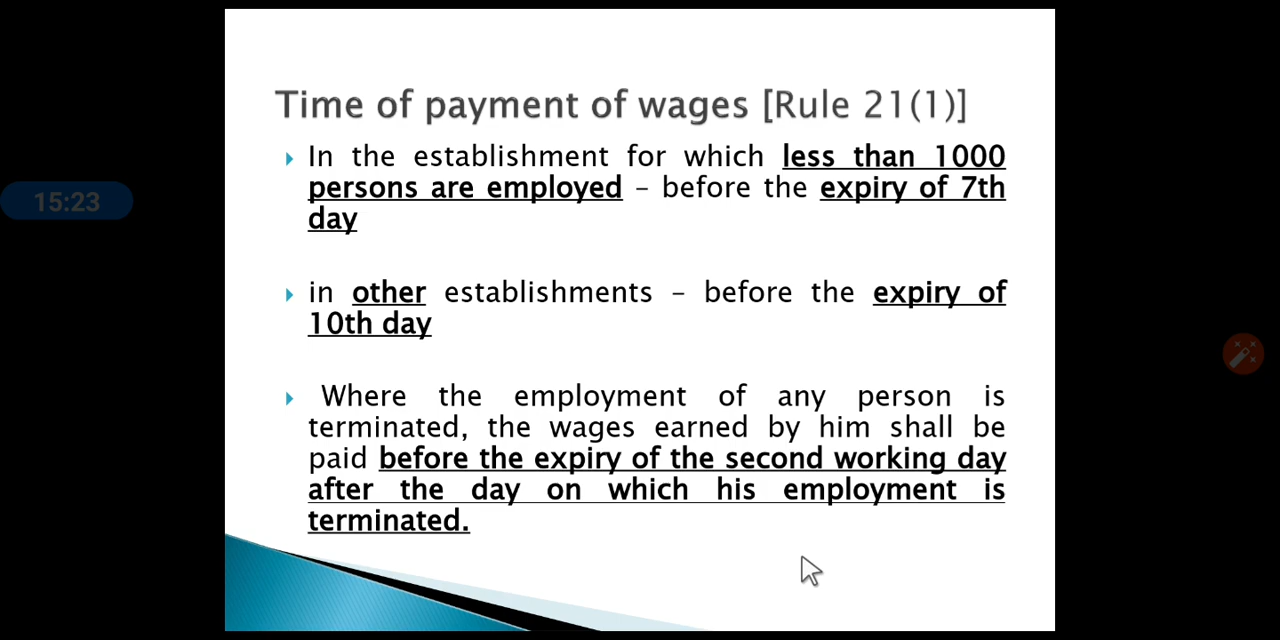 Time of payment of wages [Rule 21(1)]
In the establishment for which less than 1000
persons are employed – before the expiry of 7th
day
15:23
in other establishments – before the expiry of
10th day
Where the employment of any person is
terminated, the wages earned by him shall be
paid before the expiry of the second working day
after the day on which his employment is
terminated.